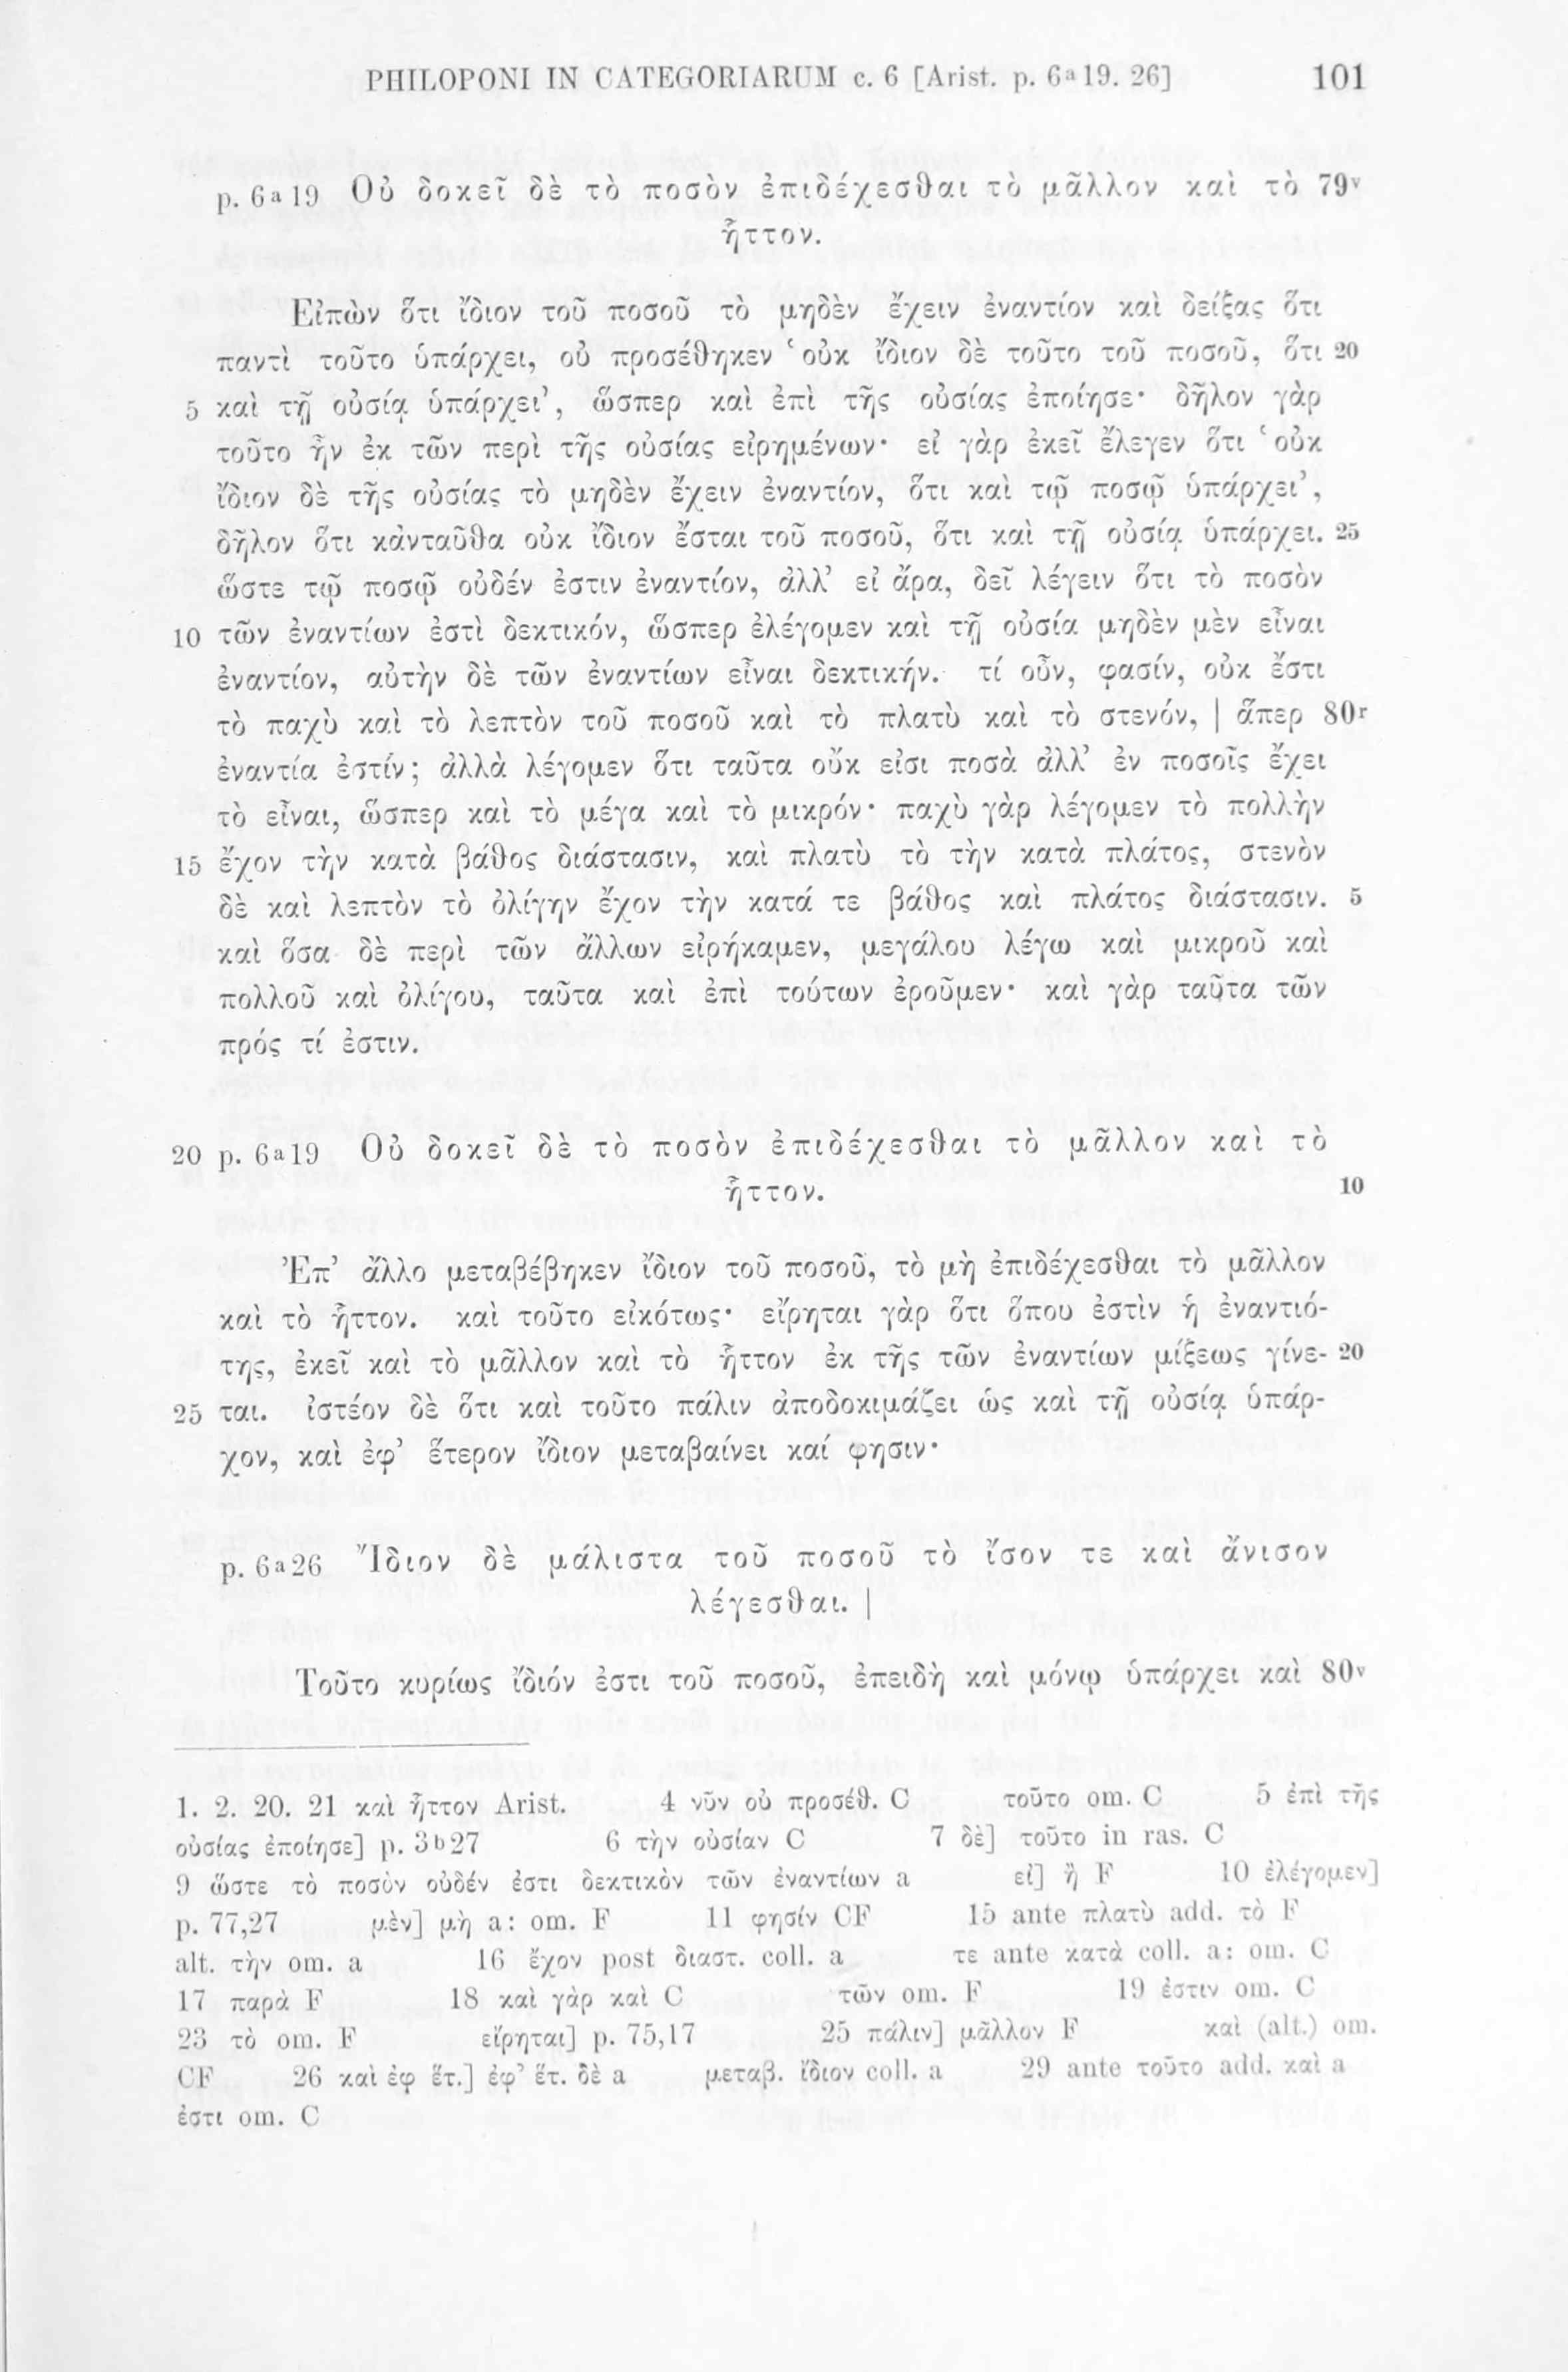 PHILOPONI IN CATEGORIARUM c. 6 [Arist. p. 6a19. 26] 101
p. 6a19 Οὐ δοκεῖ δὲ τὸ ποσὸν ἐπιδέχεσθαι τὸ μᾶλλον καὶ τὸ 79v
ἧττον.
Εἰπὼν ὅτι ἴδιον τοῦ ποσοῦ τὸ μηδὲν ἔχειν ἐναντίον καὶ δείξας ὅτι
παντὶ τοῦτο ὑπάρχει, οὐ προσέθηκεν ‘οὐκ ἴδιον δὲ τοῦτο τοῦ ποσοῦ, ὅτι 20
5 καὶ τῇ οὐσίᾳ ὑπάρχει’, ὥσπερ καὶ ἐπὶ τῆς οὐσίας ἐποίησε· δῆλον γὰρ
τοῦτο ἦν ἐκ τῶν περὶ τῆς οὐσίας εἰρημένων· εἰ γὰρ ἐκεῖ ἔλεγεν ὅτι ‘οὐκ
ἴδιον δὲ τῆς οὐσίας τὸ μηδὲν ἔχειν ἐναντίον, ὅτι καὶ τῷ ποσῷ ὑπάρχει’,
δῆλον ὅτι κἀνταῦθα οὐκ ἴδιον ἔσται τοῦ ποσοῦ, ὅτι καὶ τῇ οὐσίᾳ ὑπάρχει. 25
ὥστε τῷ ποσῷ οὐδέν ἐστιν ἐναντίον, ἀλλ’ εἰ ἄρα, δεῖ λέγειν ὅτι τὸ ποσὸν
10 τῶν ἐναντίων ἐστὶ δεκτικόν, ὥσπερ ἐλέγομεν καὶ τῇ οὐσίᾳ μηδὲν μὲν εἶναι
ἐναντίον, αὐτὴν δὲ τῶν ἐναντίων εἶναι δεκτικήν. τί οὖν, φασίν, οὐκ ἔστι
τὸ παχὺ καὶ τὸ λεπτὸν τοῦ ποσοῦ καὶ τὸ πλατὺ καὶ τὸ στενόν, | ἅπερ 80r
ἐναντία ἐστίν; ἀλλὰ λέγομεν ὅτι ταῦτα οὔκ εἰσι ποσὰ ἀλλ’ ἐν ποσοῖς ἔχει
τὸ εἶναι, ὥσπερ καὶ τὸ μέγα καὶ τὸ μικρόν· παχὺ γὰρ λέγομεν τὸ πολλὴν
15 ἔχον τὴν κατὰ βάθος διάστασιν, καὶ πλατὺ τὸ τὴν κατὰ πλάτος, στενὸν
δὲ καὶ λεπτὸν τὸ ὀλίγην ἔχον τὴν κατά τε βάθος καὶ πλάτος διάστασιν. 5
καὶ ὅσα δὲ περὶ τῶν ἄλλων εἰρήκαμεν, μεγάλου λέγω καὶ μικροῦ καὶ
πολλοῦ καὶ ὀλίγου, ταῦτα καὶ ἐπὶ τούτων ἐροῦμεν· καὶ γὰρ ταῦτα τῶν
πρός τί ἐστιν.
20 p. 6a19 Οὐ δοκεῖ δὲ τὸ ποσὸν ἐπιδέχεσθαι τὸ μᾶλλον καὶ τὸ
ἧττον. 10
Ἐπ’ ἄλλο μεταβέβηκεν ἴδιον τοῦ ποσοῦ, τὸ μὴ ἐπιδέχεσθαι τὸ μᾶλλον
καὶ τὸ ἧττον. καὶ τοῦτο εἰκότως· εἴρηται γὰρ ὅτι ὅπου ἐστὶν ἡ ἐναντιό-
της, ἐκεῖ καὶ τὸ μᾶλλον καὶ τὸ ἧττον ἐκ τῆς τῶν ἐναντίων μίξεως γίνε- 20
25 ται. ἰστέον δὲ ὅτι καὶ τοῦτο πάλιν ἀποδοκιμάζει ὡς καὶ τῇ οὐσίᾳ ὑπάρ-
χον, καὶ ἐφ’ ἕτερον ἴδιον μεταβαίνει καί φησιν·
p. 6a26 Ἴδιον δὲ μάλιστα τοῦ ποσοῦ τὸ ἴσον τε καὶ ἄνισον
λέγεσθαι. |
Τοῦτο κυρίως ἴδιόν ἐστι τοῦ ποσοῦ, ἐπειδὴ καὶ μόνῳ ὑπάρχει καὶ 80v
1. 2. 20. 21 καὶ ἧττον Arist. 4 νῦν οὐ προσέθ. C τοῦτο om. C 5 ἐπὶ τῆς
οὐσίας ἐποίησε] p. 3b27 6 τὴν οὐσίαν C 7 δὲ] τοῦτο in ras. C
9 ὥστε τὸ ποσὸν οὐδέν ἐστι δεκτικὸν τῶν ἐναντίων a εἰ] ἢ F 10 ἐλέγομεν]
p. 77,27 μὲν] μὴ a: om. F 11 φησίν CF 15 ante πλατὺ add. τὸ F
alt. τὴν om. a 16 ἔχον post διαστ. coll. a τε ante κατὰ coll. a: om. C
17 παρὰ F 18 καὶ γὰρ καὶ C τῶν om. F 19 ἐστιν om. C
23 τὸ om. F εἴρηται] p. 75,17 25 πάλιν] μᾶλλον F καὶ (alt.) om.
CF 26 καὶ ἐφ ἕτ.] ἐφ’ ἕτ. δὲ a μεταβ. ἴδιον coll. a 29 ante τοῦτο add. καὶ a
ἐστι om. C